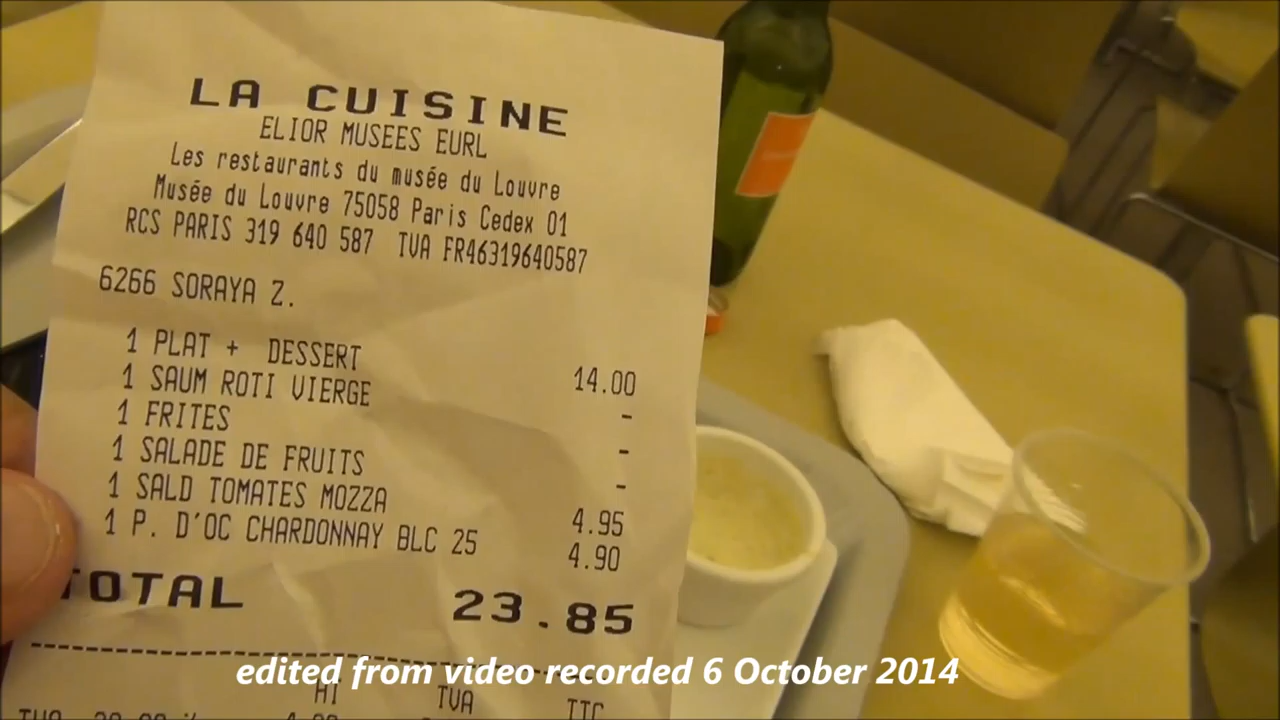 LA CUISINE
ELIOR MUSEES EURL
Les restaurants du musée du Louvre
Musée du Louvre 75058 Paris Cedex 01
RCS PARIS 319 640 587 TVA FR46319640587
6266 SORAYA Z.
1 PLAT + DESSERT 14.00
1 SAUM ROTI VIERGE -
1 FRITES -
1 SALADE DE FRUITS -
1 SALD TOMATES MOZZA 4.95
1 P. D'OC CHARDONNAY BLC 25 4.90
TOTAL 23.85
edited from video recorded 6 October 2014
HT TVA TTC